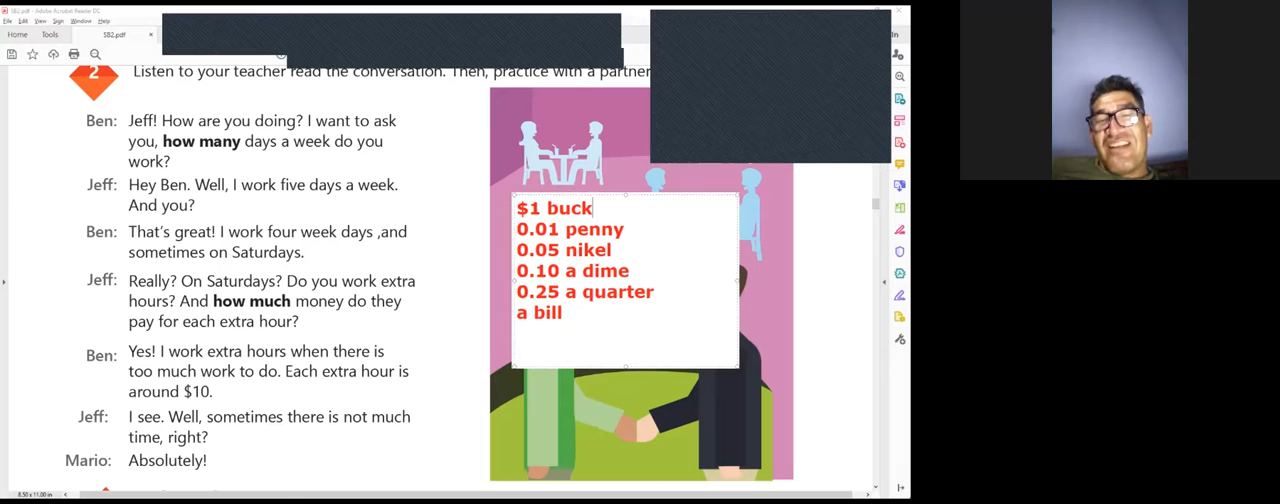 SB2.pdf - Adobe Acrobat Reader DC
File Edit View Sign Window Help
Home Tools SB2.pdf ×
2 Listen to your teacher read the conversation. Then, practice with a partner
Ben: Jeff! How are you doing? I want to ask
you, how many days a week do you
work?
Jeff: Hey Ben. Well, I work five days a week.
And you?
Ben: That's great! I work four week days ,and
sometimes on Saturdays.
Jeff: Really? On Saturdays? Do you work extra
hours? And how much money do they
pay for each extra hour?
Ben: Yes! I work extra hours when there is
too much work to do. Each extra hour is
around $10.
Jeff: I see. Well, sometimes there is not much
time, right?
Mario: Absolutely!
$1 buck
0.01 penny
0.05 nikel
0.10 a dime
0.25 a quarter
a bill
8.50 x 11.00 in